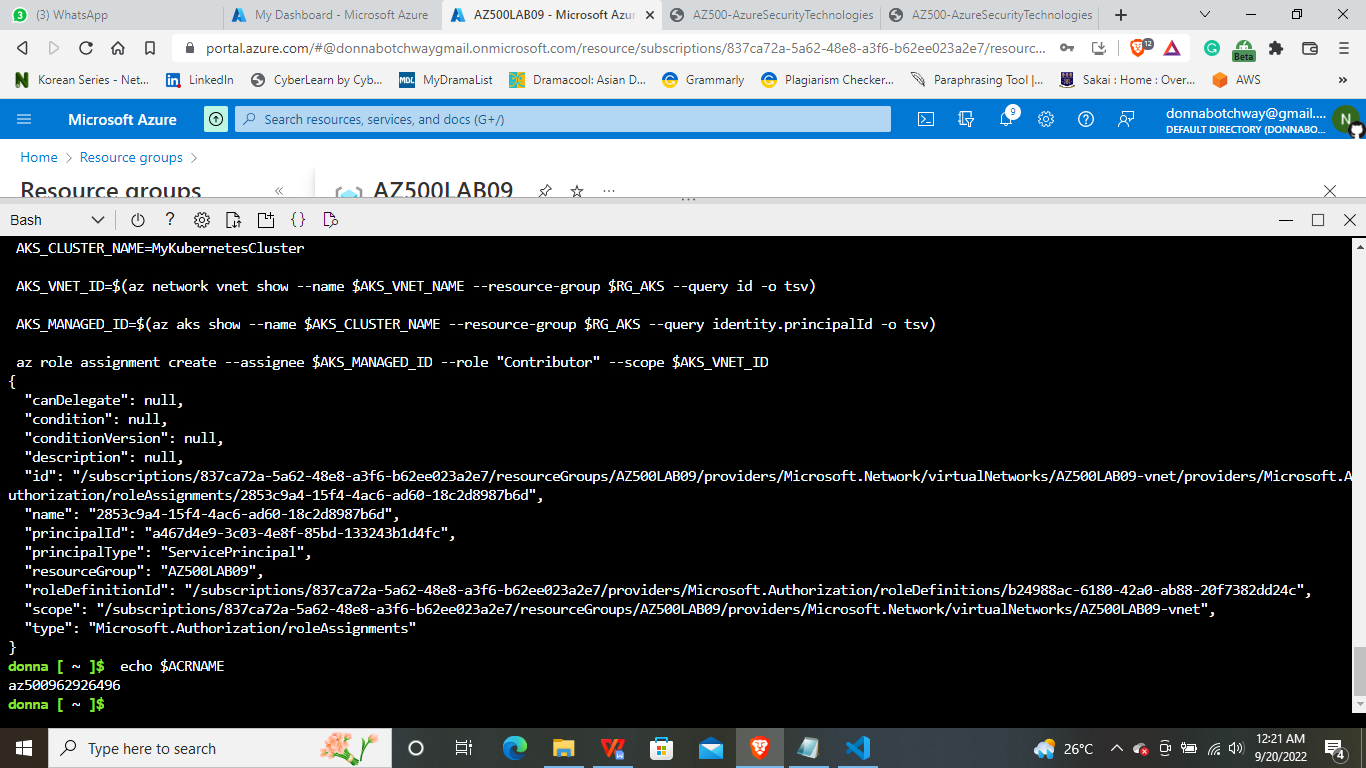 (3) WhatsApp
My Dashboard - Microsoft Azure
AZ500LAB09 - Microsoft Azur
AZ500-AzureSecurityTechnologies
AZ500-AzureSecurityTechnologies
portal.azure.com/#@donnabotchwaygmail.onmicrosoft.com/resource/subscriptions/837ca72a-5a62-48e8-a3f6-b62ee023a2e7/resourc...
12
Beta
Korean Series - Net...
LinkedIn
CyberLearn by Cyb...
MDL
MyDramaList
Dramacool: Asian D...
Grammarly
Plagiarism Checker...
Paraphrasing Tool |...
Sakai : Home : Over...
AWS
Microsoft Azure
Search resources, services, and docs (G+/)
9
donnabotchway@gmail....
DEFAULT DIRECTORY (DONNABO...
N
Home > Resource groups >
Resource groups
AZ500LAB09
Bash
AKS_CLUSTER_NAME=MyKubernetesCluster
AKS_VNET_ID=$(az network vnet show --name $AKS_VNET_NAME --resource-group $RG_AKS --query id -o tsv)
AKS_MANAGED_ID=$(az aks show --name $AKS_CLUSTER_NAME --resource-group $RG_AKS --query identity.principalId -o tsv)
az role assignment create --assignee $AKS_MANAGED_ID --role "Contributor" --scope $AKS_VNET_ID
{
"canDelegate": null,
"condition": null,
"conditionVersion": null,
"description": null,
"id": "/subscriptions/837ca72a-5a62-48e8-a3f6-b62ee023a2e7/resourceGroups/AZ500LAB09/providers/Microsoft.Network/virtualNetworks/AZ500LAB09-vnet/providers/Microsoft.A
uthorization/roleAssignments/2853c9a4-15f4-4ac6-ad60-18c2d8987b6d",
"name": "2853c9a4-15f4-4ac6-ad60-18c2d8987b6d",
"principalId": "a467d4e9-3c03-4e8f-85bd-133243b1d4fc",
"principalType": "ServicePrincipal",
"resourceGroup": "AZ500LAB09",
"roleDefinitionId": "/subscriptions/837ca72a-5a62-48e8-a3f6-b62ee023a2e7/providers/Microsoft.Authorization/roleDefinitions/b24988ac-6180-42a0-ab88-20f7382dd24c",
"scope": "/subscriptions/837ca72a-5a62-48e8-a3f6-b62ee023a2e7/resourceGroups/AZ500LAB09/providers/Microsoft.Network/virtualNetworks/AZ500LAB09-vnet",
"type": "Microsoft.Authorization/roleAssignments"
}
donna [ ~ ]$ echo $ACRNAME
az500962926496
donna [ ~ ]$
Type here to search
26°C
12:21 AM
9/20/2022
4